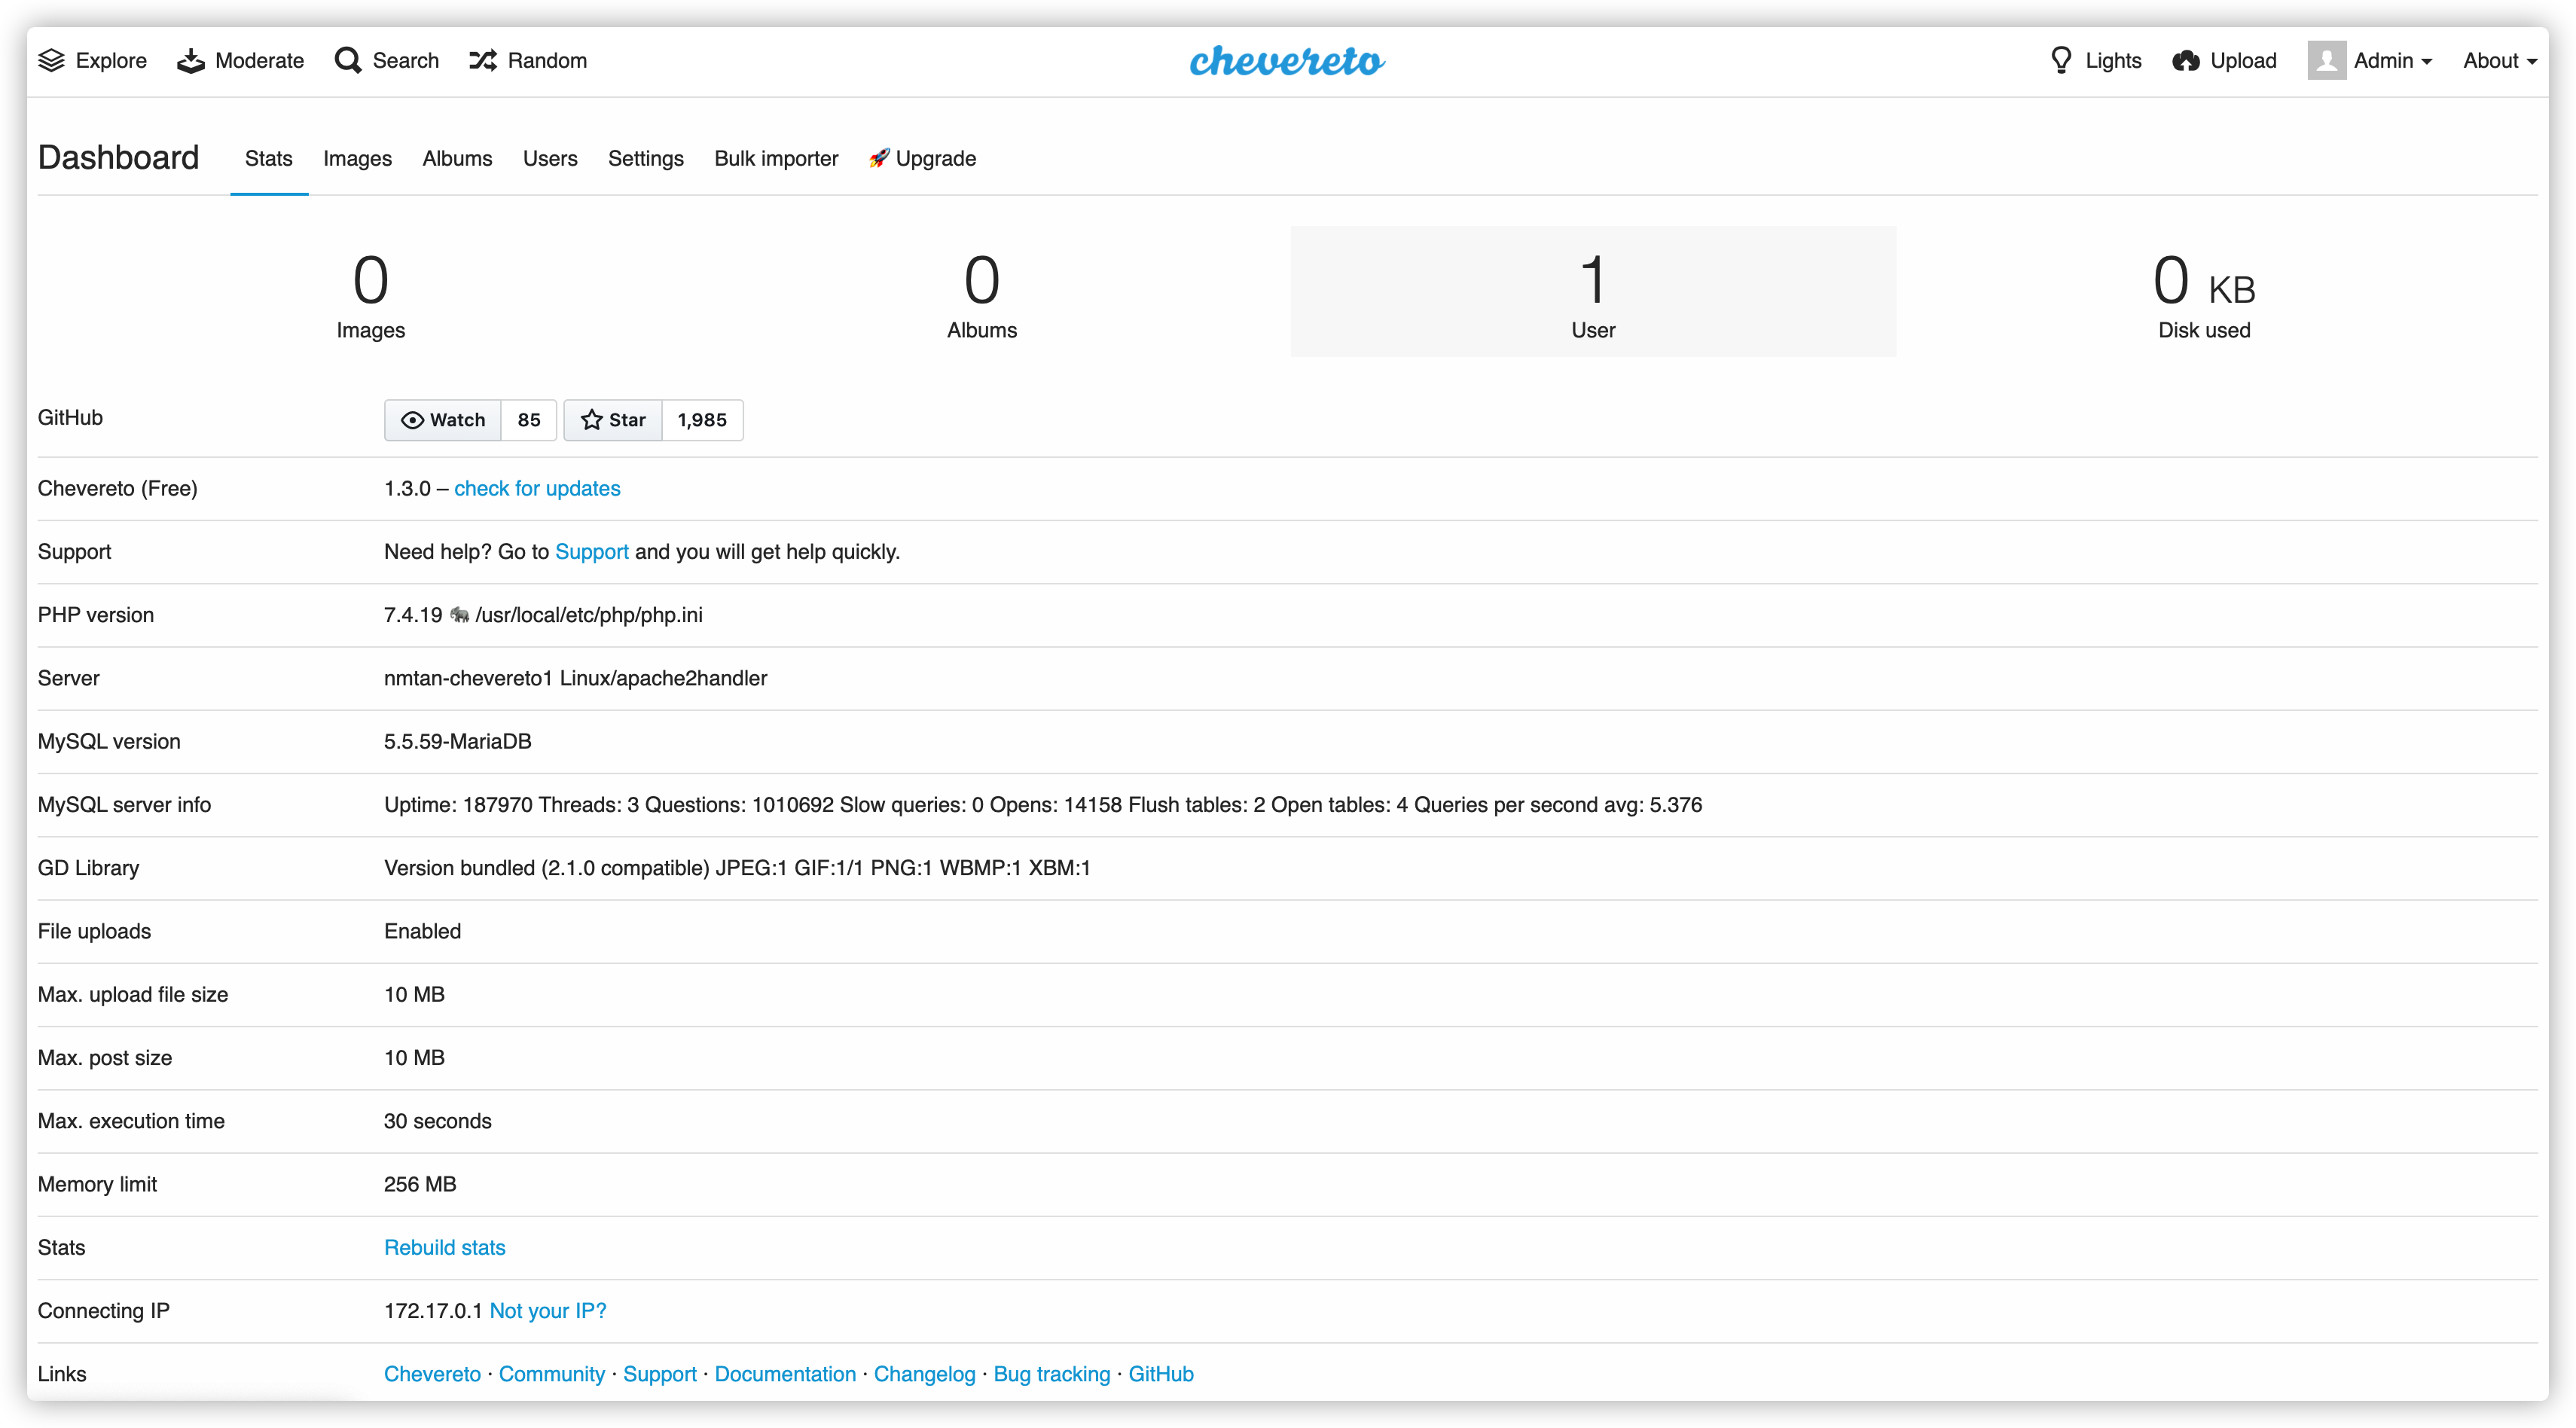 Explore Moderate Search Random chevereto Lights Upload Admin About
Dashboard Stats Images Albums Users Settings Bulk importer 🚀 Upgrade
0 0 1 0 KB
Images Albums User Disk used
GitHub Watch 85 Star 1,985
Chevereto (Free) 1.3.0 – check for updates
Support Need help? Go to Support and you will get help quickly.
PHP version 7.4.19 🐘 /usr/local/etc/php/php.ini
Server nmtan-chevereto1 Linux/apache2handler
MySQL version 5.5.59-MariaDB
MySQL server info Uptime: 187970 Threads: 3 Questions: 1010692 Slow queries: 0 Opens: 14158 Flush tables: 2 Open tables: 4 Queries per second avg: 5.376
GD Library Version bundled (2.1.0 compatible) JPEG:1 GIF:1/1 PNG:1 WBMP:1 XBM:1
File uploads Enabled
Max. upload file size 10 MB
Max. post size 10 MB
Max. execution time 30 seconds
Memory limit 256 MB
Stats Rebuild stats
Connecting IP 172.17.0.1 Not your IP?
Links Chevereto · Community · Support · Documentation · Changelog · Bug tracking · GitHub